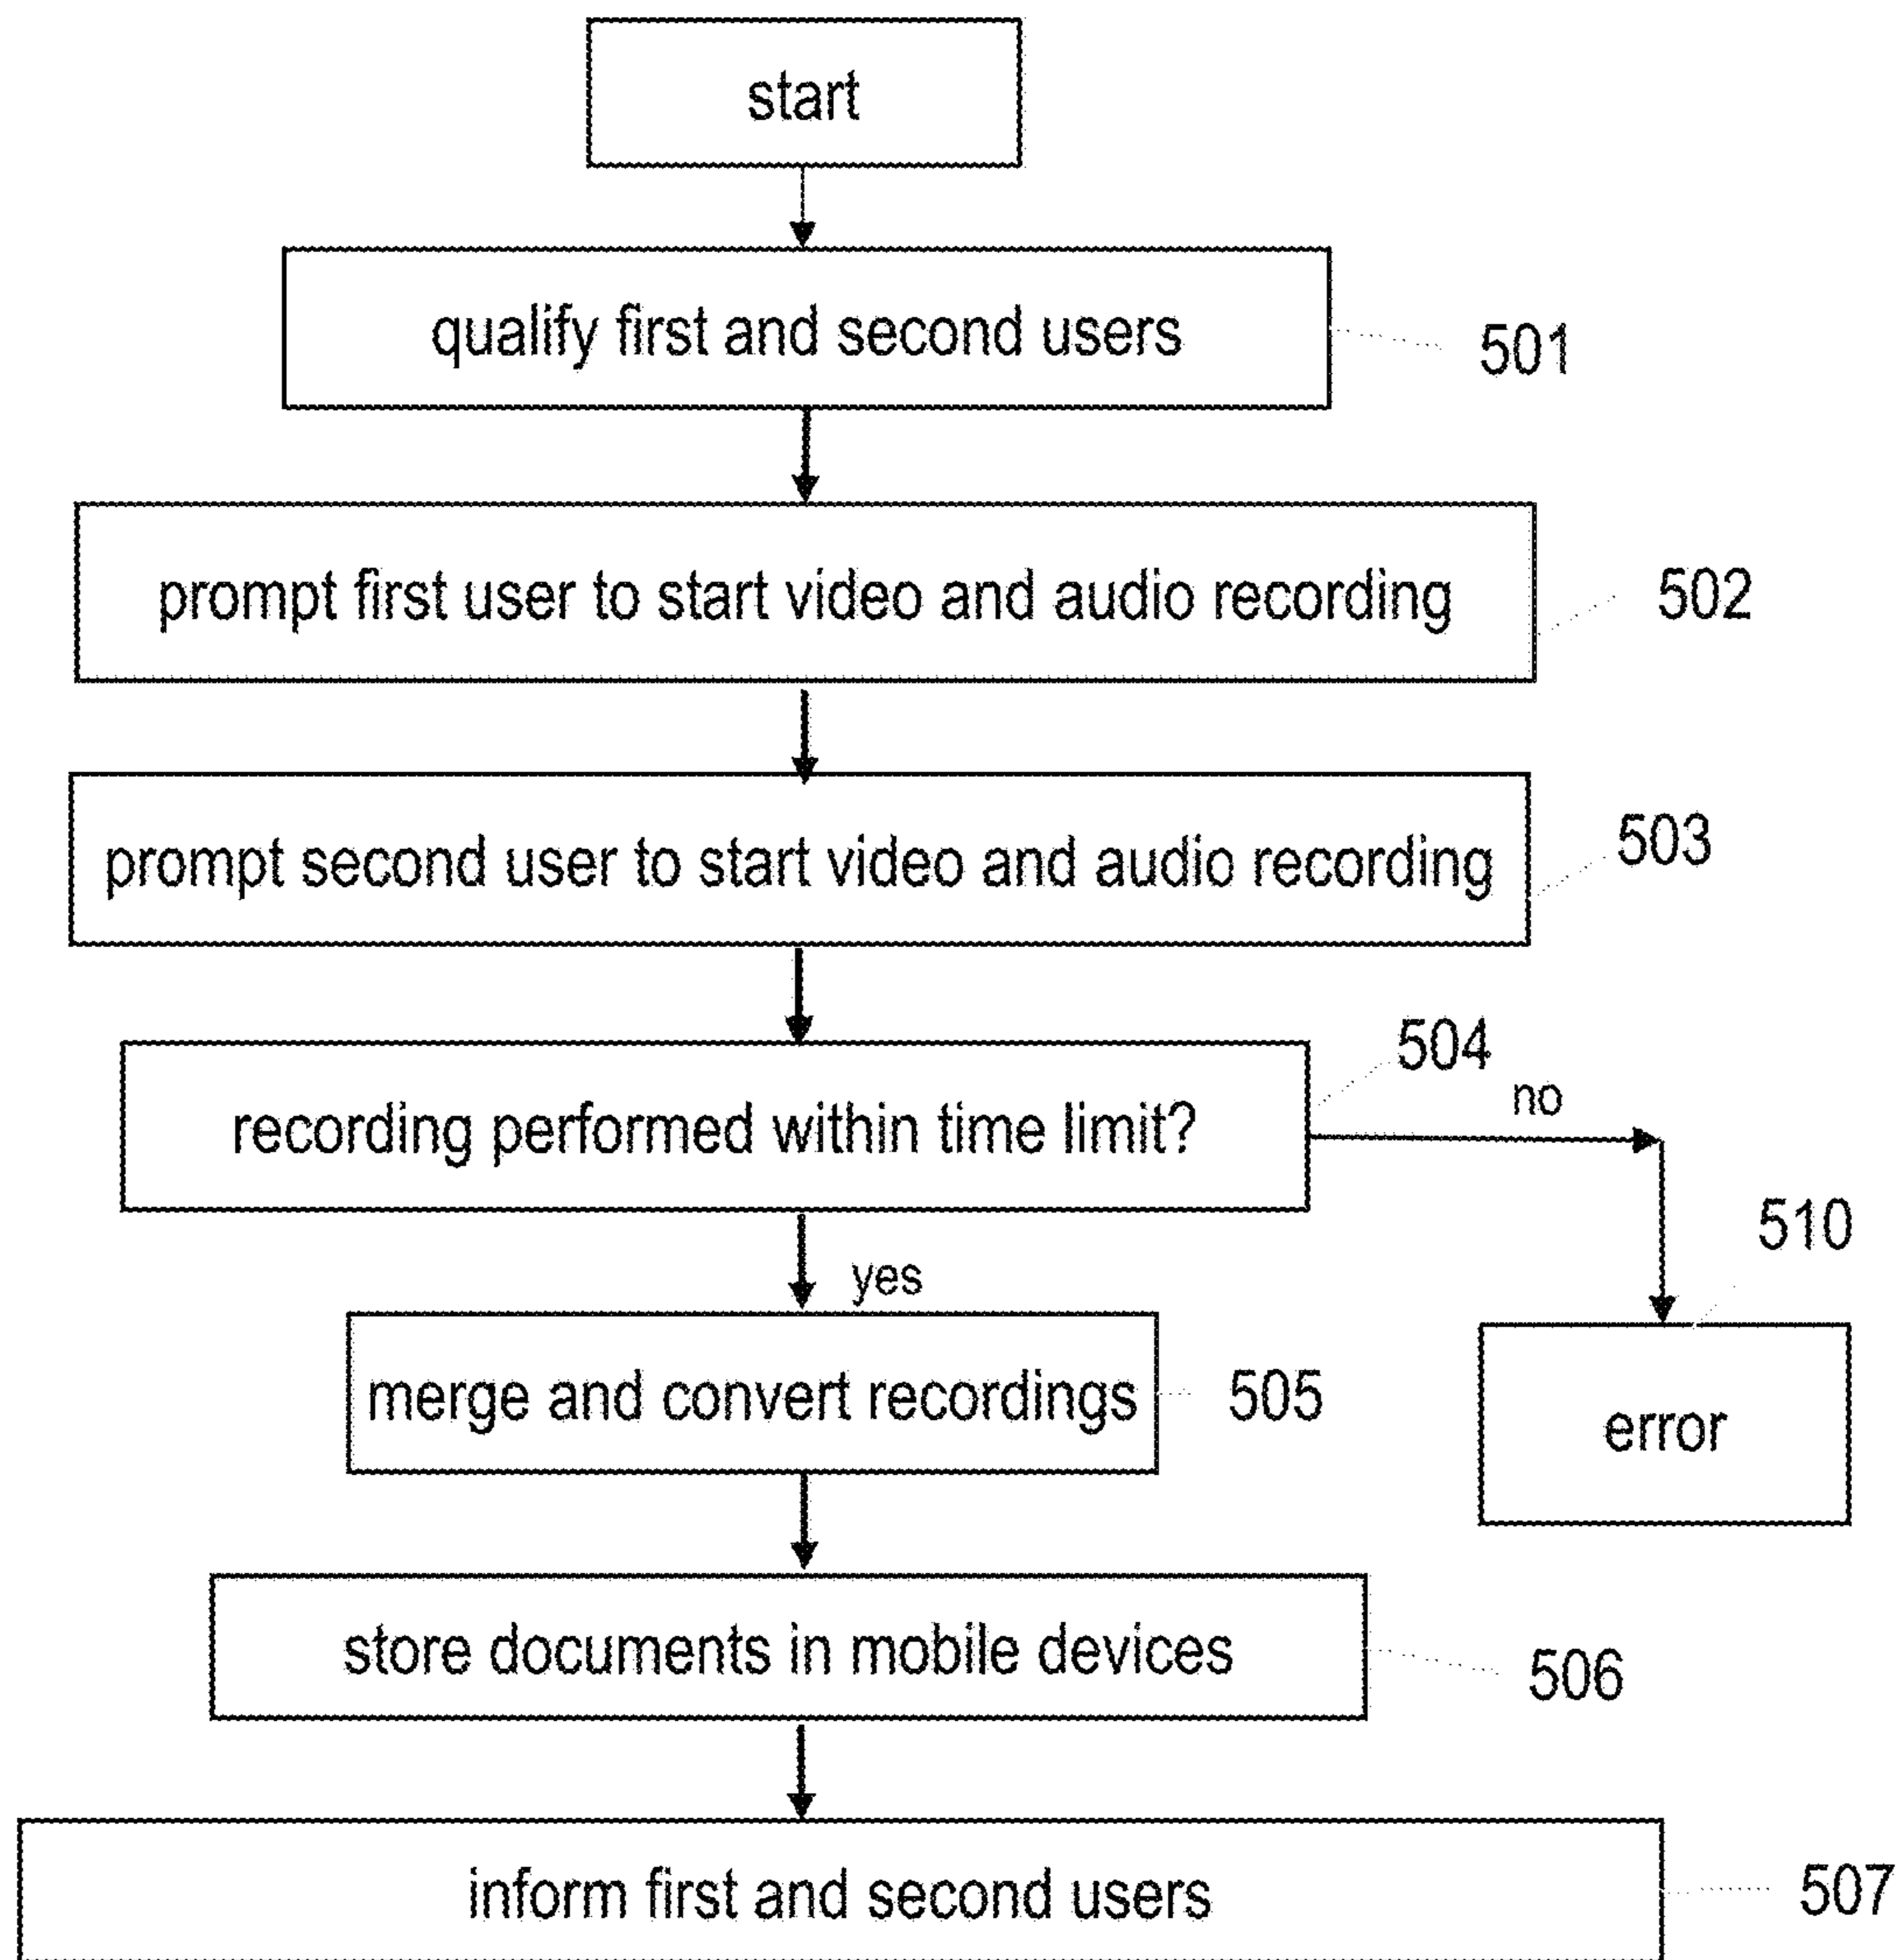 start
qualify first and second users
501
prompt first user to start video and audio recording
502
prompt second user to start video and audio recording
503
recording performed within time limit?
504
no
yes
510
merge and convert recordings
505
error
store documents in mobile devices
506
inform first and second users
507